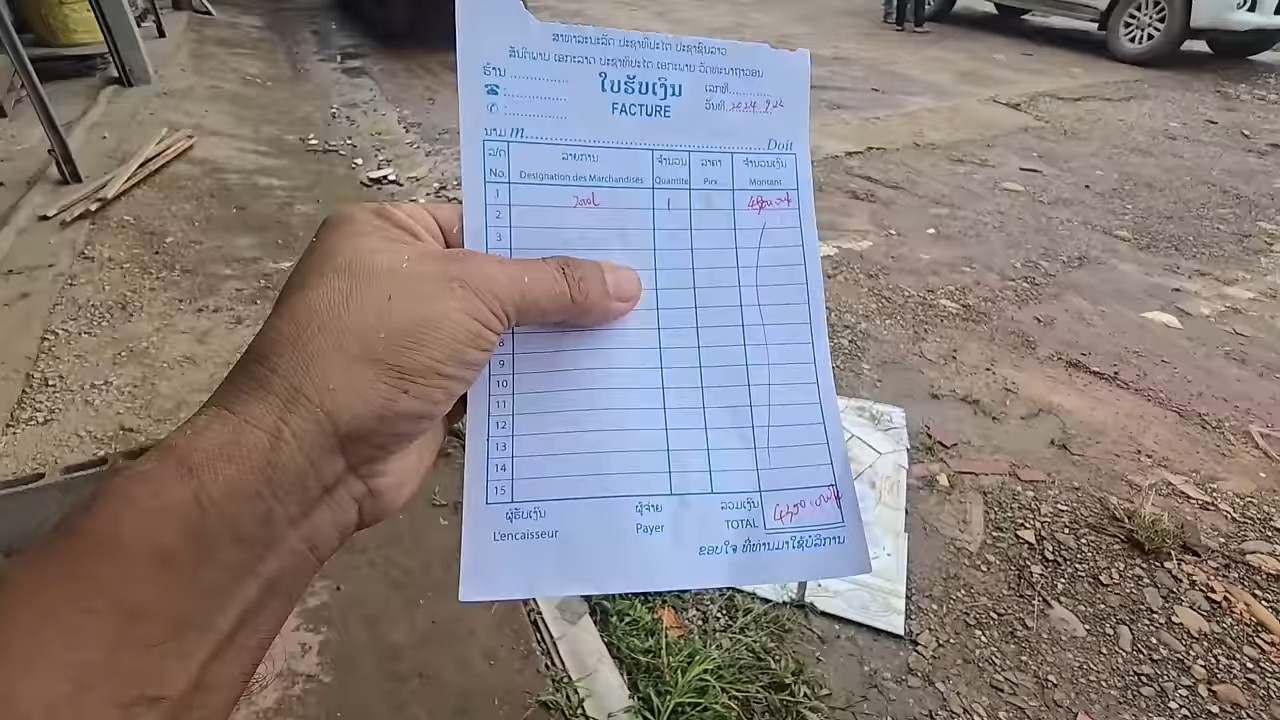 ສາທາລະນະລັດ ປະຊາທິປະໄຕ ປະຊາຊົນລາວ
ສັນຕິພາບ ເອກະລາດ ປະຊາທິປະໄຕ ເອກະພາບ ວັດທະນາຖາວອນ
ຮ້ານ ..............
ໃບຮັບເງິນ
ເລກທີ...........
FACTURE
ວັນທີ
ນາມ m..........Doit
ລ/ດ ລາຍການ ຈຳນວນ ລາຄາ ຈຳນວນເງິນ
No. Designation des Marchandises Quantite Pirx Montant
1 1
2
3
8
9
10
11
12
13
14
15
ຜູ້ຮັບເງິນ ຜູ້ຈ່າຍ ລວມເງິນ
L'encaisseur Payer TOTAL
ຂອບໃຈ ທີ່ທ່ານມາໃຊ້ບໍລິການ